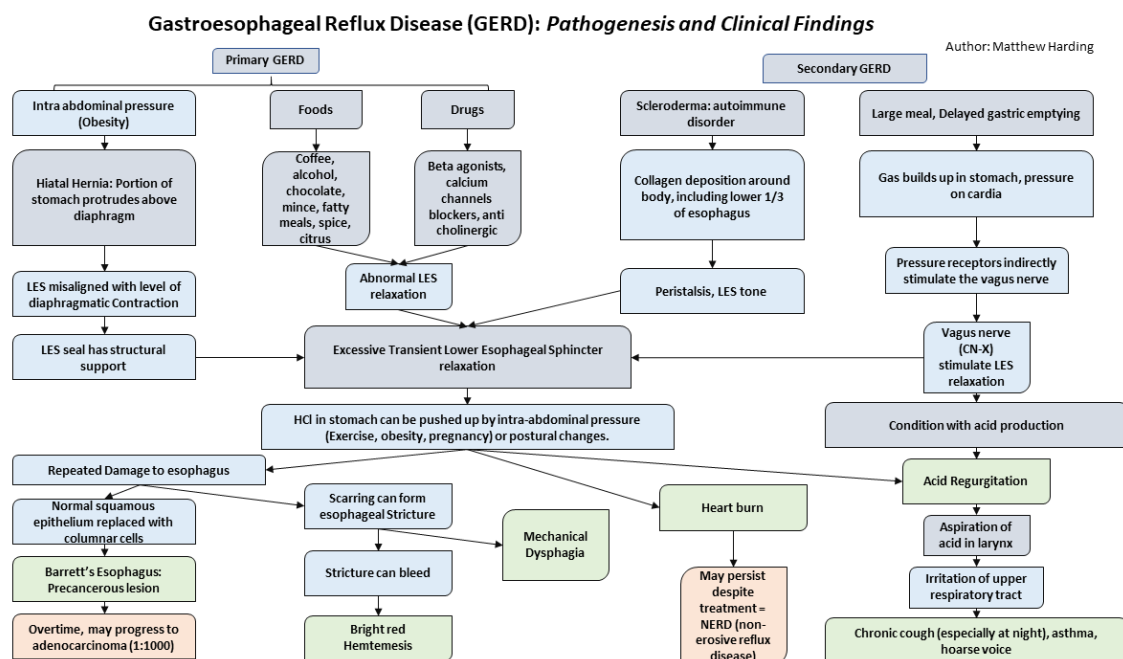 Gastroesophageal Reflux Disease (GERD): Pathogenesis and Clinical Findings
Author: Matthew Harding
Primary GERD
Secondary GERD
Intra abdominal pressure
(Obesity)
Foods
Drugs
Scleroderma: autoimmune
disorder
Large meal, Delayed gastric emptying
Hiatal Hernia: Portion of
stomach protrudes above
diaphragm
Coffee,
alcohol,
chocolate,
mince, fatty
meals, spice,
citrus
Beta agonists,
calcium
channels
blockers, anti
cholinergic
Collagen deposition around
body, including lower 1/3
of esophagus
Gas builds up in stomach, pressure
on cardia
LES misaligned with level of
diaphragmatic Contraction
Abnormal LES
relaxation
Peristalsis, LES tone
Pressure receptors indirectly
stimulate the vagus nerve
LES seal has structural
support
Excessive Transient Lower Esophageal Sphincter
relaxation
Vagus nerve
(CN-X)
stimulate LES
relaxation
HCl in stomach can be pushed up by intra-abdominal pressure
(Exercise, obesity, pregnancy) or postural changes.
Condition with acid production
Repeated Damage to esophagus
Acid Regurgitation
Normal squamous
epithelium replaced with
columnar cells
Scarring can form
esophageal Stricture
Mechanical
Dysphagia
Heart burn
Aspiration of
acid in larynx
Barrett's Esophagus:
Precancerous lesion
Stricture can bleed
May persist
despite
treatment =
NERD (non-
erosive reflux
disease)
Irritation of upper
respiratory tract
Overtime, may progress to
adenocarcinoma (1:1000)
Bright red
Hemtemesis
Chronic cough (especially at night), asthma,
hoarse voice